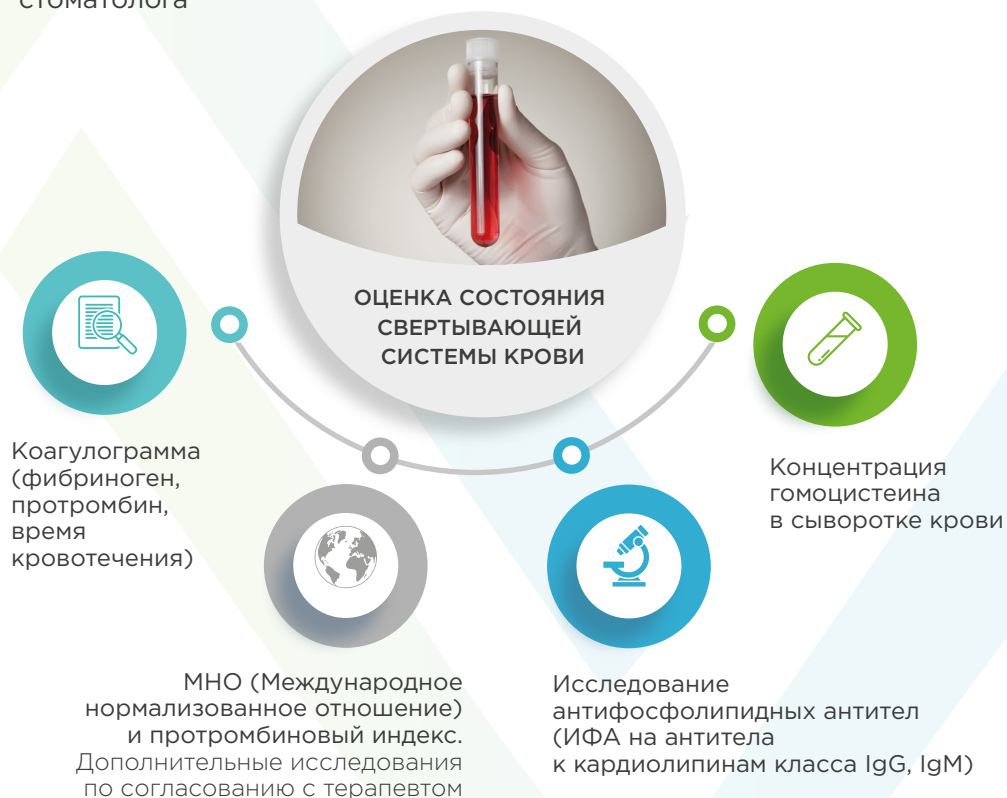 стоматолога
ОЦЕНКА СОСТОЯНИЯ
СВЕРТЫВАЮЩЕЙ
СИСТЕМЫ КРОВИ
Коагулограмма
(фибриноген,
протромбин,
время
кровотечения)
МНО (Международное
нормализованное отношение)
и протромбиновый индекс.
Дополнительные исследования
по согласованию с терапевтом
Исследование
антифосфолипидных антител
(ИФА на антитела
к кардиолипинам класса IgG, IgM)
Концентрация
гомоцистеина
в сыворотке крови